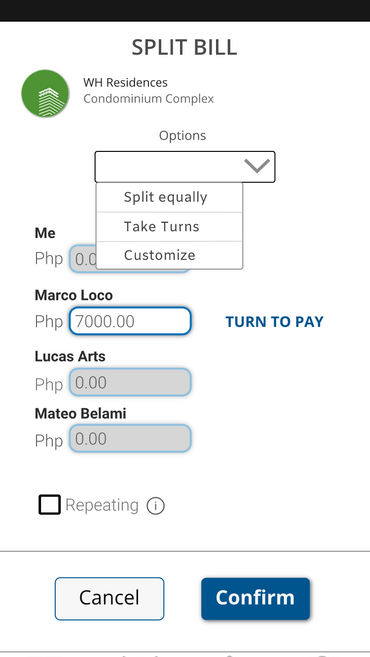 SPLIT BILL
WH Residences
Condominium Complex
Options
Split equally
Take Turns
Customize
Me
Php 0.0
Marco Loco
Php 7000.00 TURN TO PAY
Lucas Arts
Php 0.00
Mateo Belami
Php 0.00
Repeating i
Cancel Confirm